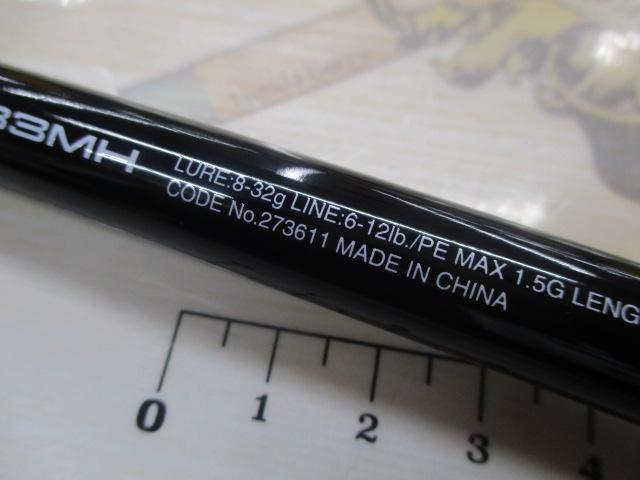 33MH
LURE:8-32g LINE:6-12lb./PE MAX 1.5G LENG
CODE No.273611 MADE IN CHINA
0 1 2 3 4